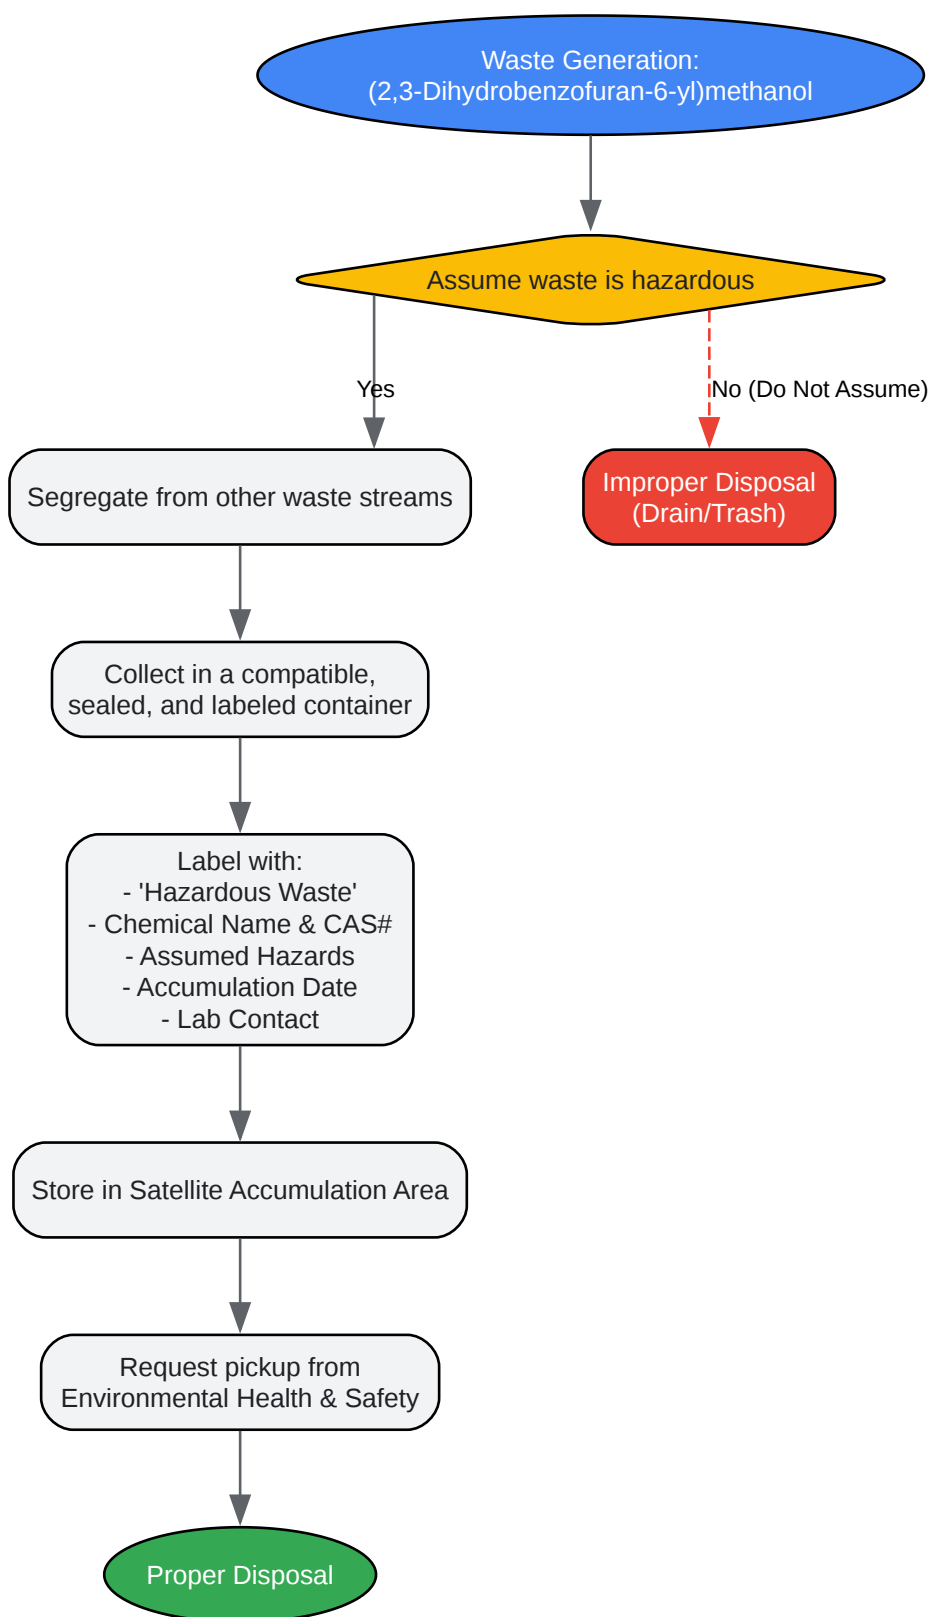 Waste Generation:
(2,3-Dihydrobenzofuran-6-yl)methanol
Assume waste is hazardous
Yes
No (Do Not Assume)
Segregate from other waste streams
Improper Disposal
(Drain/Trash)
Collect in a compatible,
sealed, and labeled container
Label with:
- 'Hazardous Waste'
- Chemical Name & CAS#
- Assumed Hazards
- Accumulation Date
- Lab Contact
Store in Satellite Accumulation Area
Request pickup from
Environmental Health & Safety
Proper Disposal